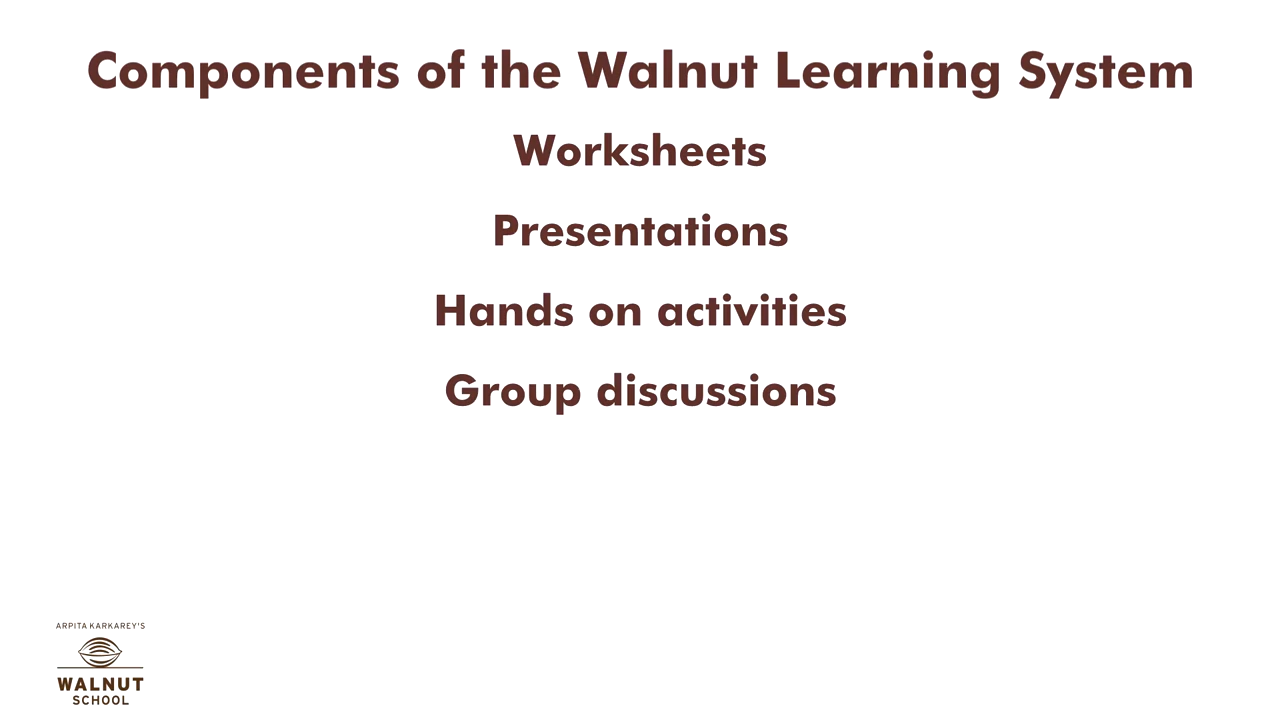 Components of the Walnut Learning System
Worksheets
Presentations
Hands on activities
Group discussions
ARPITA KARKAREY'S
WALNUT
SCHOOL